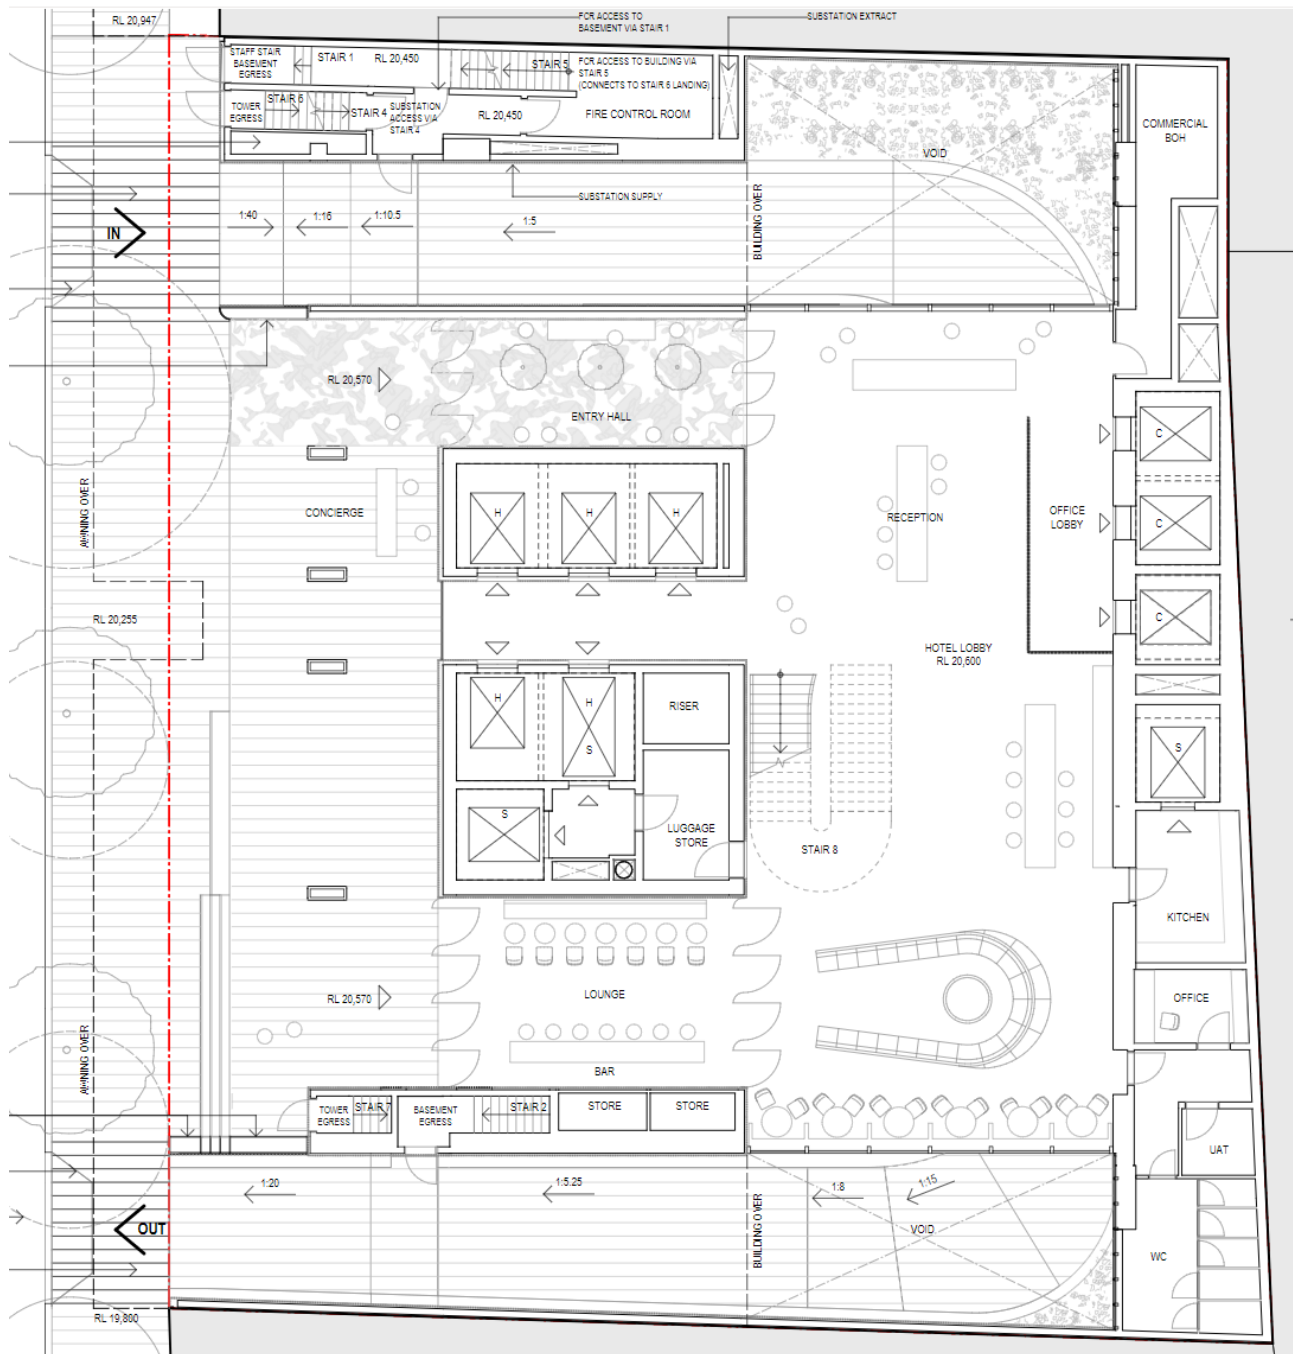 RL 20,947
FCR ACCESS TO
BASEMENT VIA STAIR 1
SUBSTATION EXTRACT
STAFF STAIR
BASEMENT
EGRESS
STAIR 1
RL 20,450
STAIR 5
FCR ACCESS TO BUILDING VIA
STAIR 5
(CONNECTS TO STAIR 6 LANDING)
TOWER
EGRESS
STAIR 6
STAIR 4
SUBSTATION
ACCESS VIA
STAIR 4
RL 20,450
FIRE CONTROL ROOM
COMMERCIAL
BOH
VOID
SUBSTATION SUPPLY
BUILDING OVER
IN
1:40
1:16
1:10.5
1:5
RL 20,570
ENTRY HALL
AWNING OVER
CONCIERGE
H
H
H
RECEPTION
OFFICE
LOBBY
C
C
C
RL 20,255
HOTEL LOBBY
RL 20,600
H
H
S
RISER
S
S
LUGGAGE
STORE
STAIR 8
KITCHEN
LOUNGE
RL 20,570
OFFICE
AWNING OVER
BAR
TOWER
EGRESS
STAIR 7
BASEMENT
EGRESS
STAIR 2
STORE
STORE
UAT
1:20
1:5.25
1:8
1:15
OUT
BUILDING OVER
VOID
WC
RL 19,800